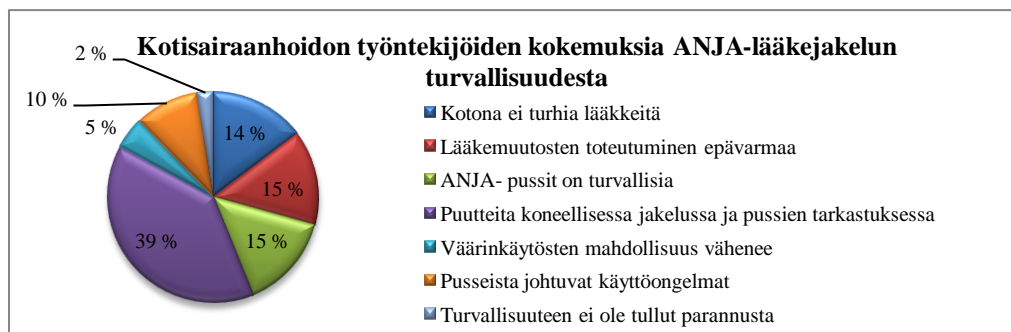 Kotisairaanhoidon työntekijöiden kokemuksia ANJA-lääkejakelun
turvallisuudesta
2 %
10 %
5 %
14 %
15 %
39 %
15 %
Kotona ei turhia lääkkeitä
Lääkemuutosten toteutuminen epävarmaa
ANJA- pussit on turvallisia
Puutteita koneellisessa jakelussa ja pussien tarkastuksessa
Väärinkäytösten mahdollisuus vähenee
Pusseista johtuvat käyttöongelmat
Turvallisuuteen ei ole tullut parannusta